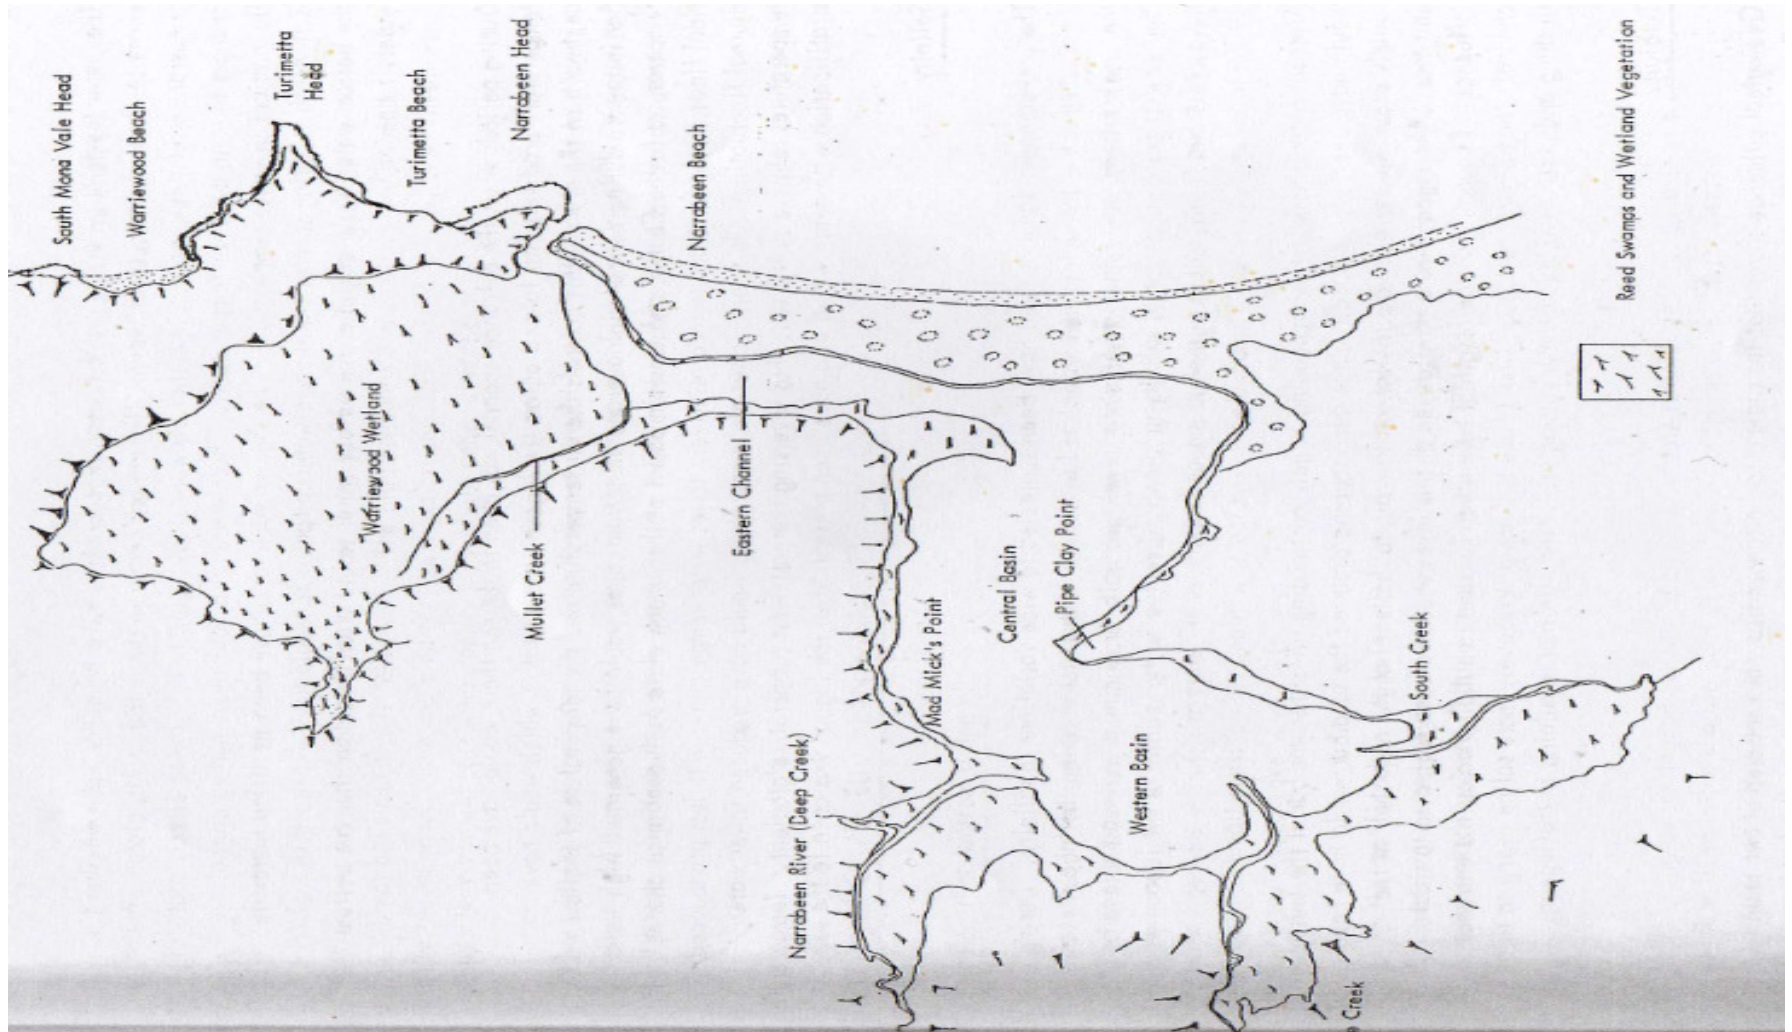 South Mona Vale Head
Warriewood Beach
Turimetta
Head
Turimetta Beach
Narrabeen Head
Narrabeen Beach
Reed Swamps and Wetland Vegetation
Warriewood Wetland
Mullet Creek
Eastern Channel
Mad Mick's Point
Central Basin
Pipe Clay Point
South Creek
Narrabeen River (Deep Creek)
Western Basin
Creek